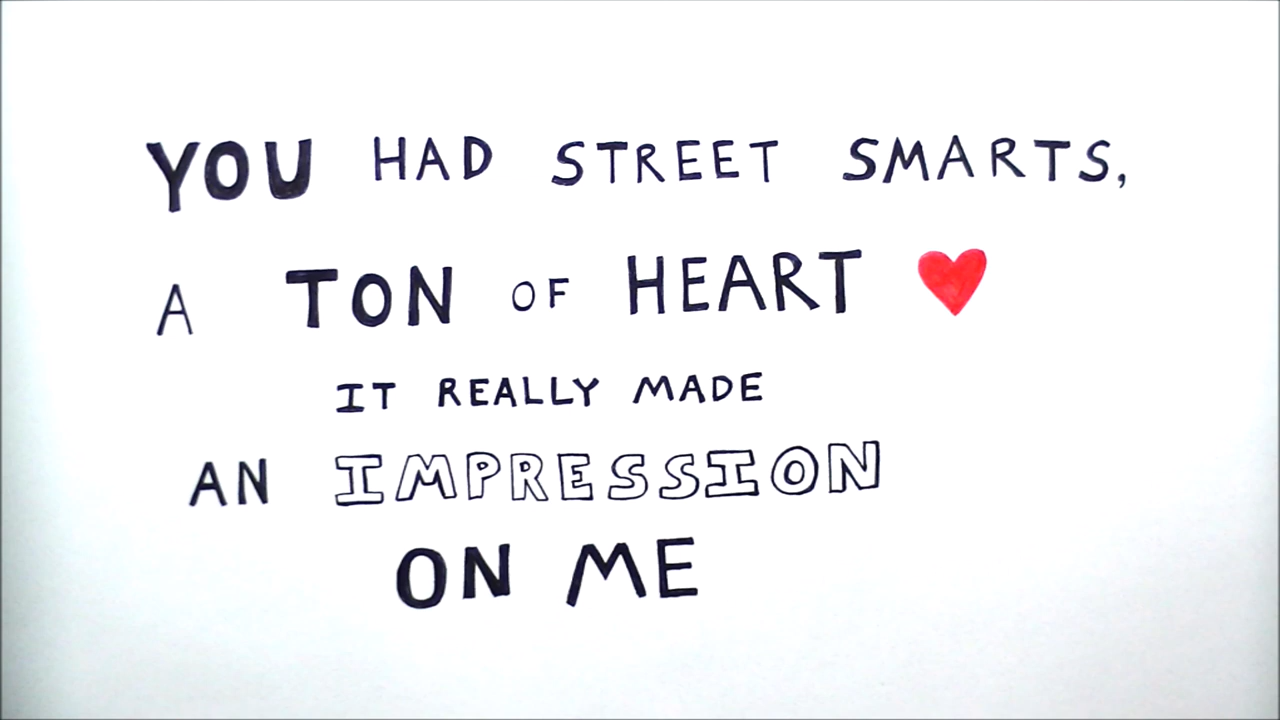 YOU HAD STREET SMARTS,
A TON OF HEART
IT REALLY MADE
AN IMPRESSION
ON ME